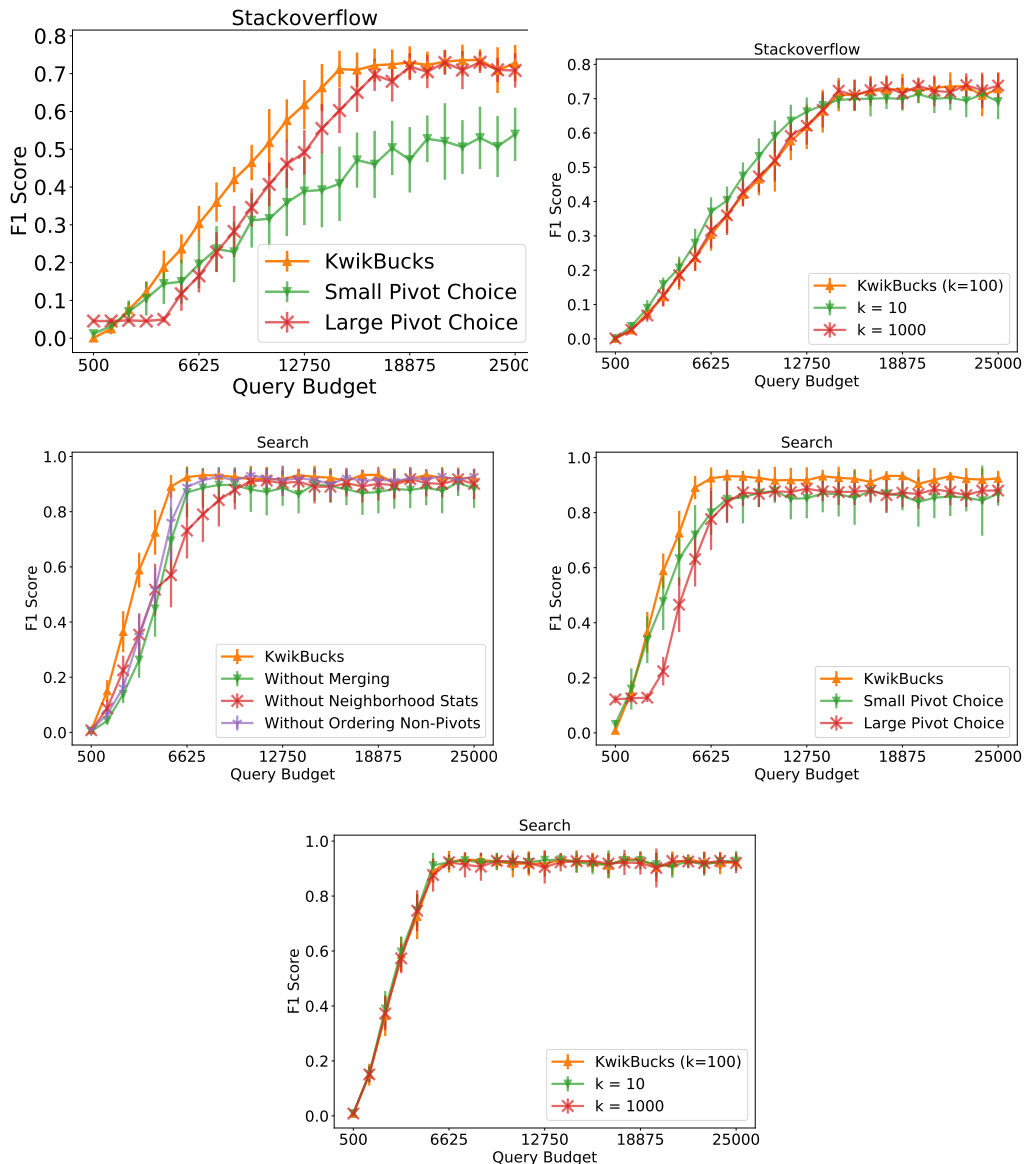 Stackoverflow
0.8
0.7
0.6
0.5
0.4
0.3
0.2
0.1
0.0
F1 Score
KwikBucks
Small Pivot Choice
Large Pivot Choice
500 6625 12750 18875 25000
Query Budget
Stackoverflow
0.8
0.7
0.6
0.5
0.4
0.3
0.2
0.1
0.0
F1 Score
KwikBucks (k=100)
k = 10
k = 1000
500 6625 12750 18875 25000
Query Budget
Search
1.0
0.8
0.6
0.4
0.2
0.0
F1 Score
KwikBucks
Without Merging
Without Neighborhood Stats
Without Ordering Non-Pivots
500 6625 12750 18875 25000
Query Budget
Search
1.0
0.8
0.6
0.4
0.2
0.0
F1 Score
KwikBucks
Small Pivot Choice
Large Pivot Choice
500 6625 12750 18875 25000
Query Budget
Search
1.0
0.8
0.6
0.4
0.2
0.0
F1 Score
KwikBucks (k=100)
k = 10
k = 1000
500 6625 12750 18875 25000
Query Budget